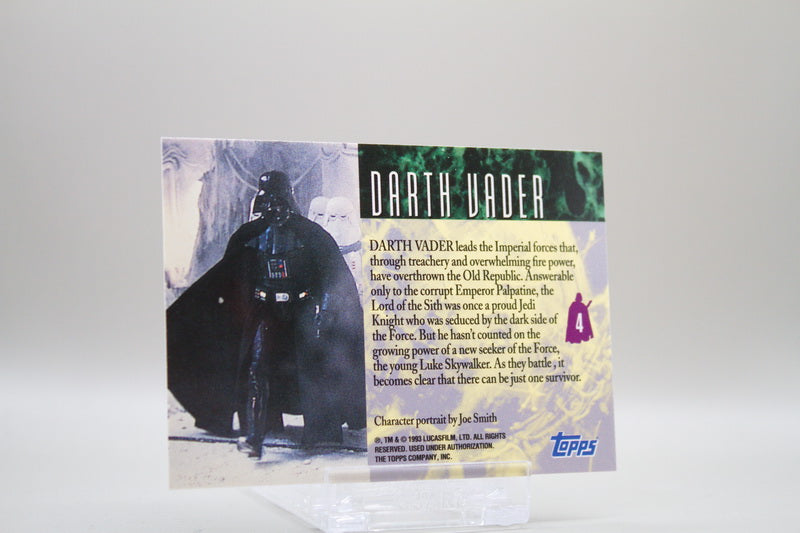 DARTH VADER
DARTH VADER leads the Imperial forces that,
through treachery and overwhelming fire power,
have overthrown the Old Republic. Answerable
only to the corrupt Emperor Palpatine, the
Lord of the Sith was once a proud Jedi
Knight who was seduced by the dark side of
the Force. But he hasn't counted on the
growing power of a new seeker of the Force,
the young Luke Skywalker. As they battle , it
becomes clear that there can be just one survivor.
4
Character portrait by Joe Smith
®, TM & © 1993 LUCASFILM, LTD. ALL RIGHTS
RESERVED. USED UNDER AUTHORIZATION.
THE TOPPS COMPANY, INC.
topps